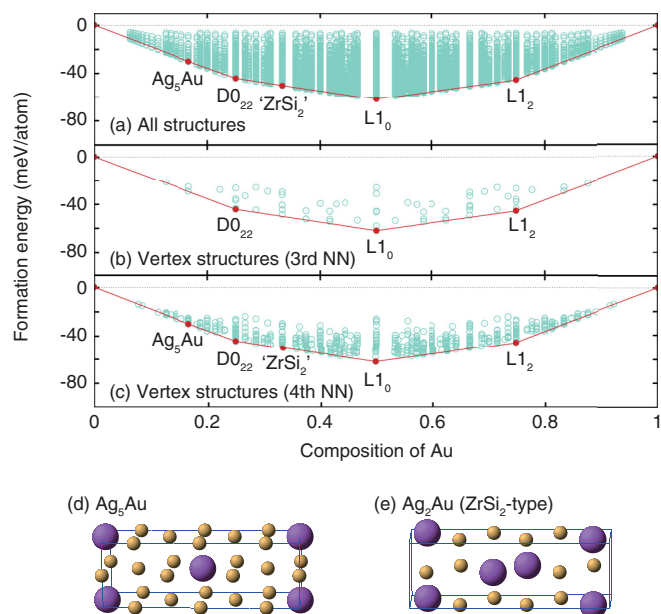 0
-40
-80
Ag₅Au
D0₂₂
'ZrSi₂'
L1₀
L1₂
(a) All structures
0
-40
-80
D0₂₂
L1₀
L1₂
(b) Vertex structures (3rd NN)
0
-40
-80
Ag₅Au
D0₂₂
'ZrSi₂'
L1₀
L1₂
(c) Vertex structures (4th NN)
Formation energy (meV/atom)
0 0.2 0.4 0.6 0.8 1
Composition of Au
(d) Ag₅Au
(e) Ag₂Au (ZrSi₂-type)